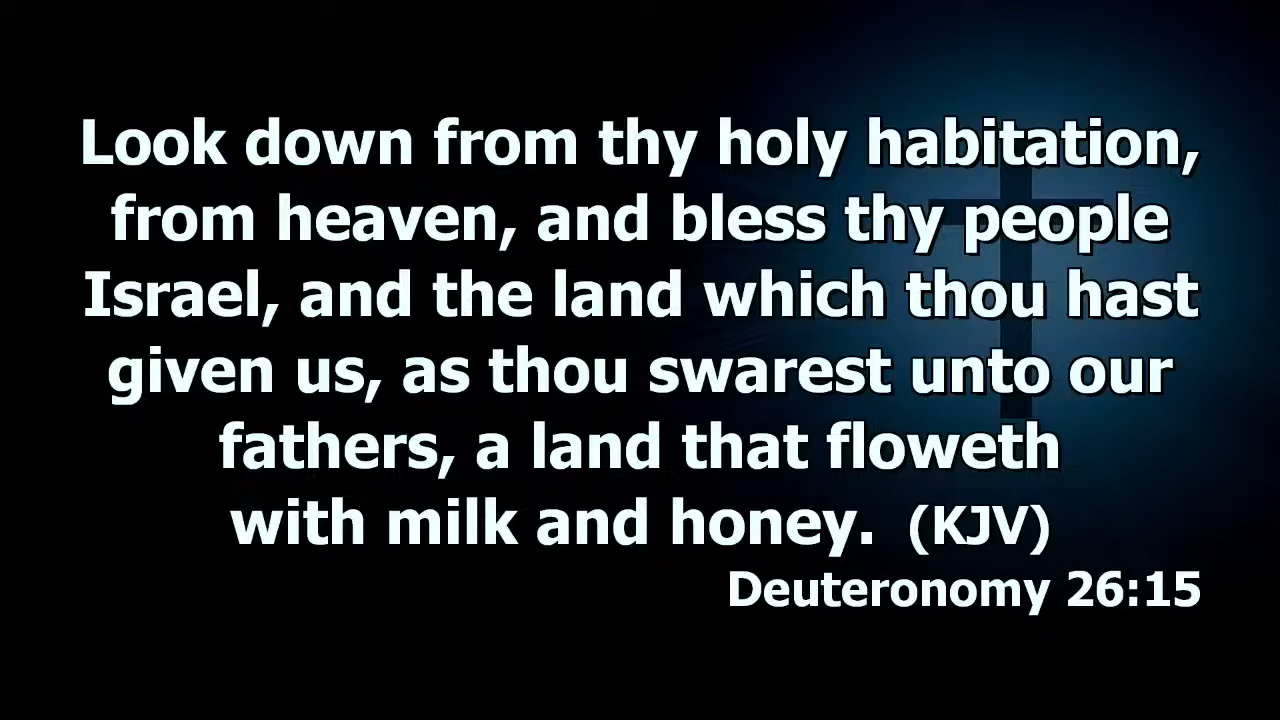 Look down from thy holy habitation,
from heaven, and bless thy people
Israel, and the land which thou hast
given us, as thou swarest unto our
fathers, a land that floweth
with milk and honey. (KJV)
Deuteronomy 26:15